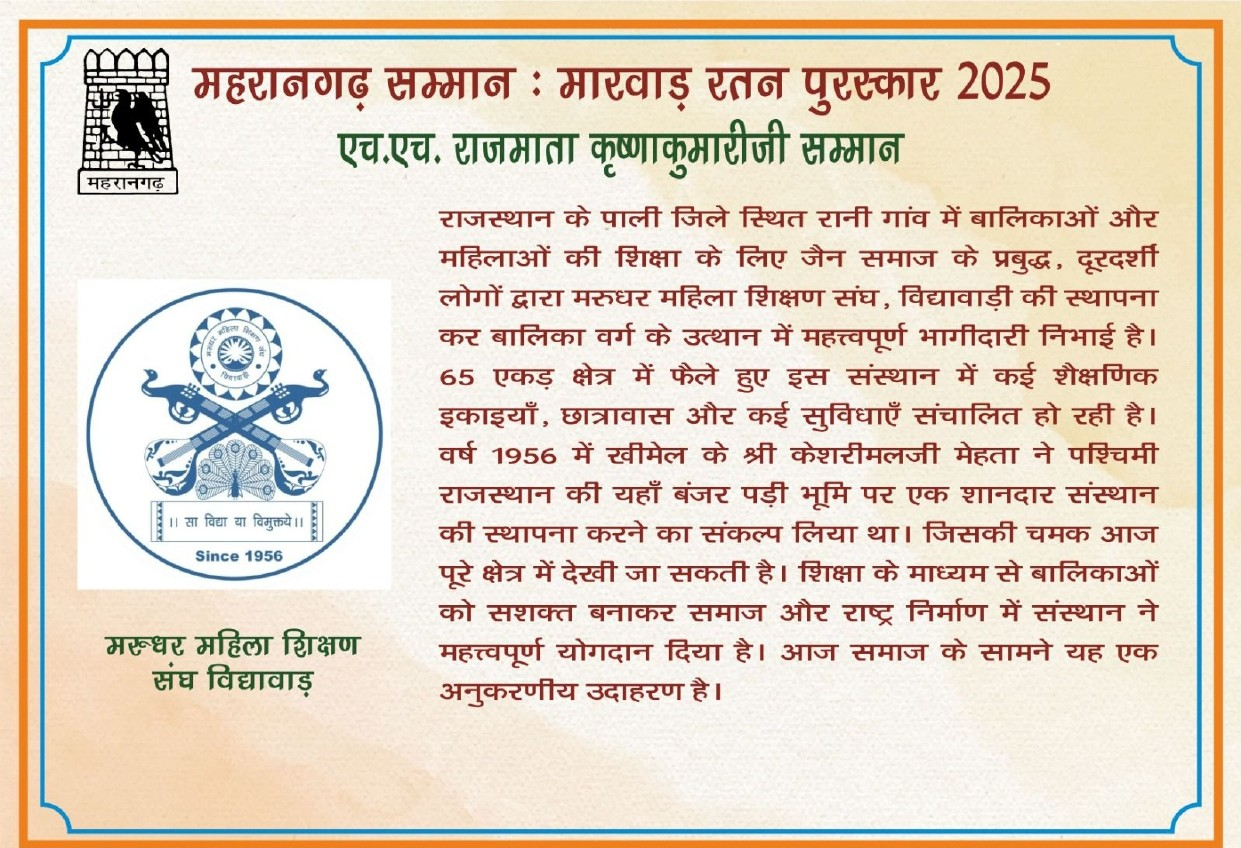 महरानगढ़ सम्मान : मारवाड़ रतन पुरस्कार 2025
एच.एच. राजमाता कृष्णाकुमारीजी सम्मान
महरानगढ़
राजस्थान के पाली जिले स्थित रानी गांव में बालिकाओं और
महिलाओं की शिक्षा के लिए जैन समाज के प्रबुद्ध, दूरदर्शी
लोगों द्वारा मरुधर महिला शिक्षण संघ, विद्यावाड़ी की स्थापना
कर बालिका वर्ग के उत्थान में महत्त्वपूर्ण भागीदारी निभाई है।
65 एकड़ क्षेत्र में फैले हुए इस संस्थान में कई शैक्षणिक
इकाइयाँ, छात्रावास और कई सुविधाएँ संचालित हो रही है।
वर्ष 1956 में खीमेल के श्री केशरीमलजी मेहता ने पश्चिमी
राजस्थान की यहाँ बंजर पड़ी भूमि पर एक शानदार संस्थान
की स्थापना करने का संकल्प लिया था। जिसकी चमक आज
पूरे क्षेत्र में देखी जा सकती है। शिक्षा के माध्यम से बालिकाओं
को सशक्त बनाकर समाज और राष्ट्र निर्माण में संस्थान ने
महत्त्वपूर्ण योगदान दिया है। आज समाज के सामने यह एक
अनुकरणीय उदाहरण है।
मरुधर महिला शिक्षण संघ
विद्यावाड़ी
।। सा विद्या या विमुक्तये।।
Since 1956
मरूधर महिला शिक्षण
संघ विद्यावाड़